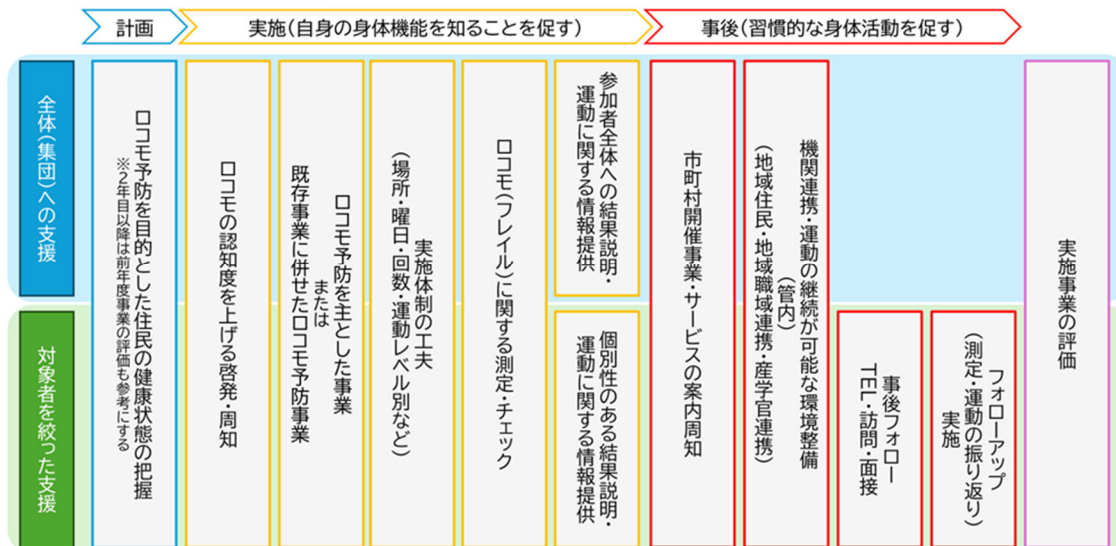 計画
実施(自身の身体機能を知ることを促す)
事後(習慣的な身体活動を促す)
全体(集団)への支援
対象者を絞った支援
ロコモ予防を目的とした住民の健康状態の把握
※2年目以降は前年度事業の評価も参考にする
ロコモの認知度を上げる啓発・周知
ロコモ予防を主とした事業
または
既存事業に併せたロコモ予防事業
実施体制の工夫
(場所・曜日・回数・運動レベル別など)
ロコモ(フレイル)に関する測定・チェック
参加者全体への結果説明・
運動に関する情報提供
個別性のある結果説明・
運動に関する情報提供
市町村開催事業・サービスの案内周知
機関連携・運動の継続が可能な環境整備
(管内)
(地域住民・地域職域連携・産学官連携)
事後フォロー
TEL・訪問・面接
フォローアップ
(測定・運動の振り返り)
実施
実施事業の評価